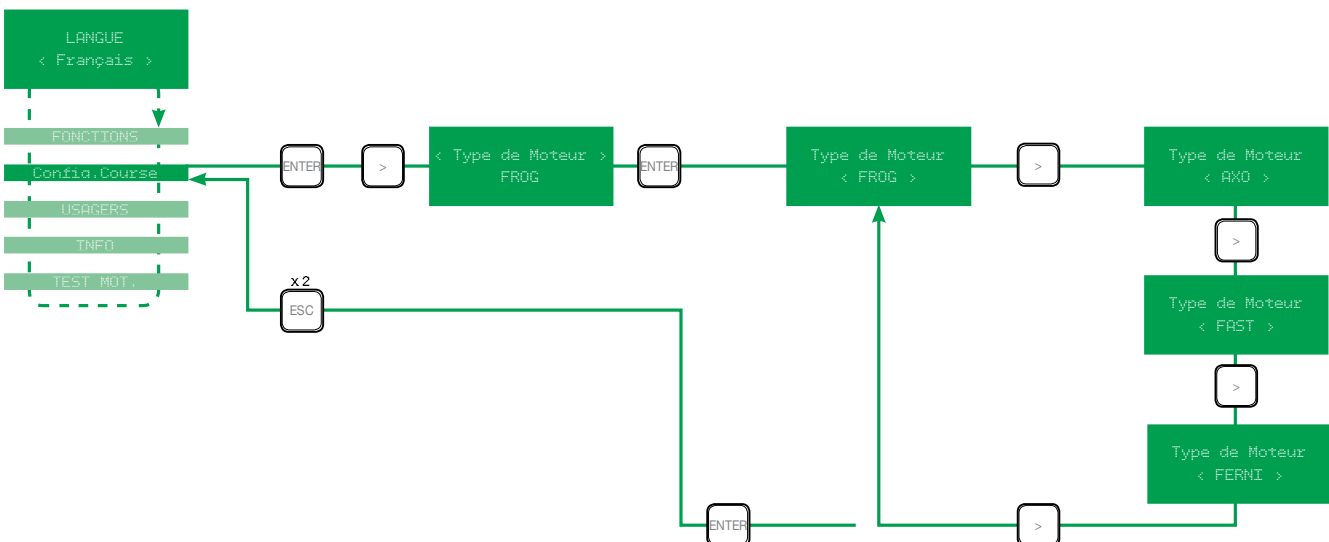 LANGUE
< Français >
FONCTIONS
Config.Course
USAGERS
INFO
TEST MOT.
ENTER
>
< Type de Moteur >
FROG
ENTER
Type de Moteur
< FROG >
>
Type de Moteur
< AXO >
>
Type de Moteur
< FAST >
>
Type de Moteur
< FERNI >
>
ENTER
x2
ESC